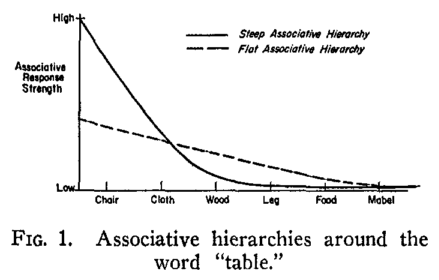 High
Steep Associative Hierarchy
Flat Associative Hierarchy
Associative
Response
Strength
Low
Chair Cloth Wood Leg Food Mabel
FIG. 1. Associative hierarchies around the
word "table."